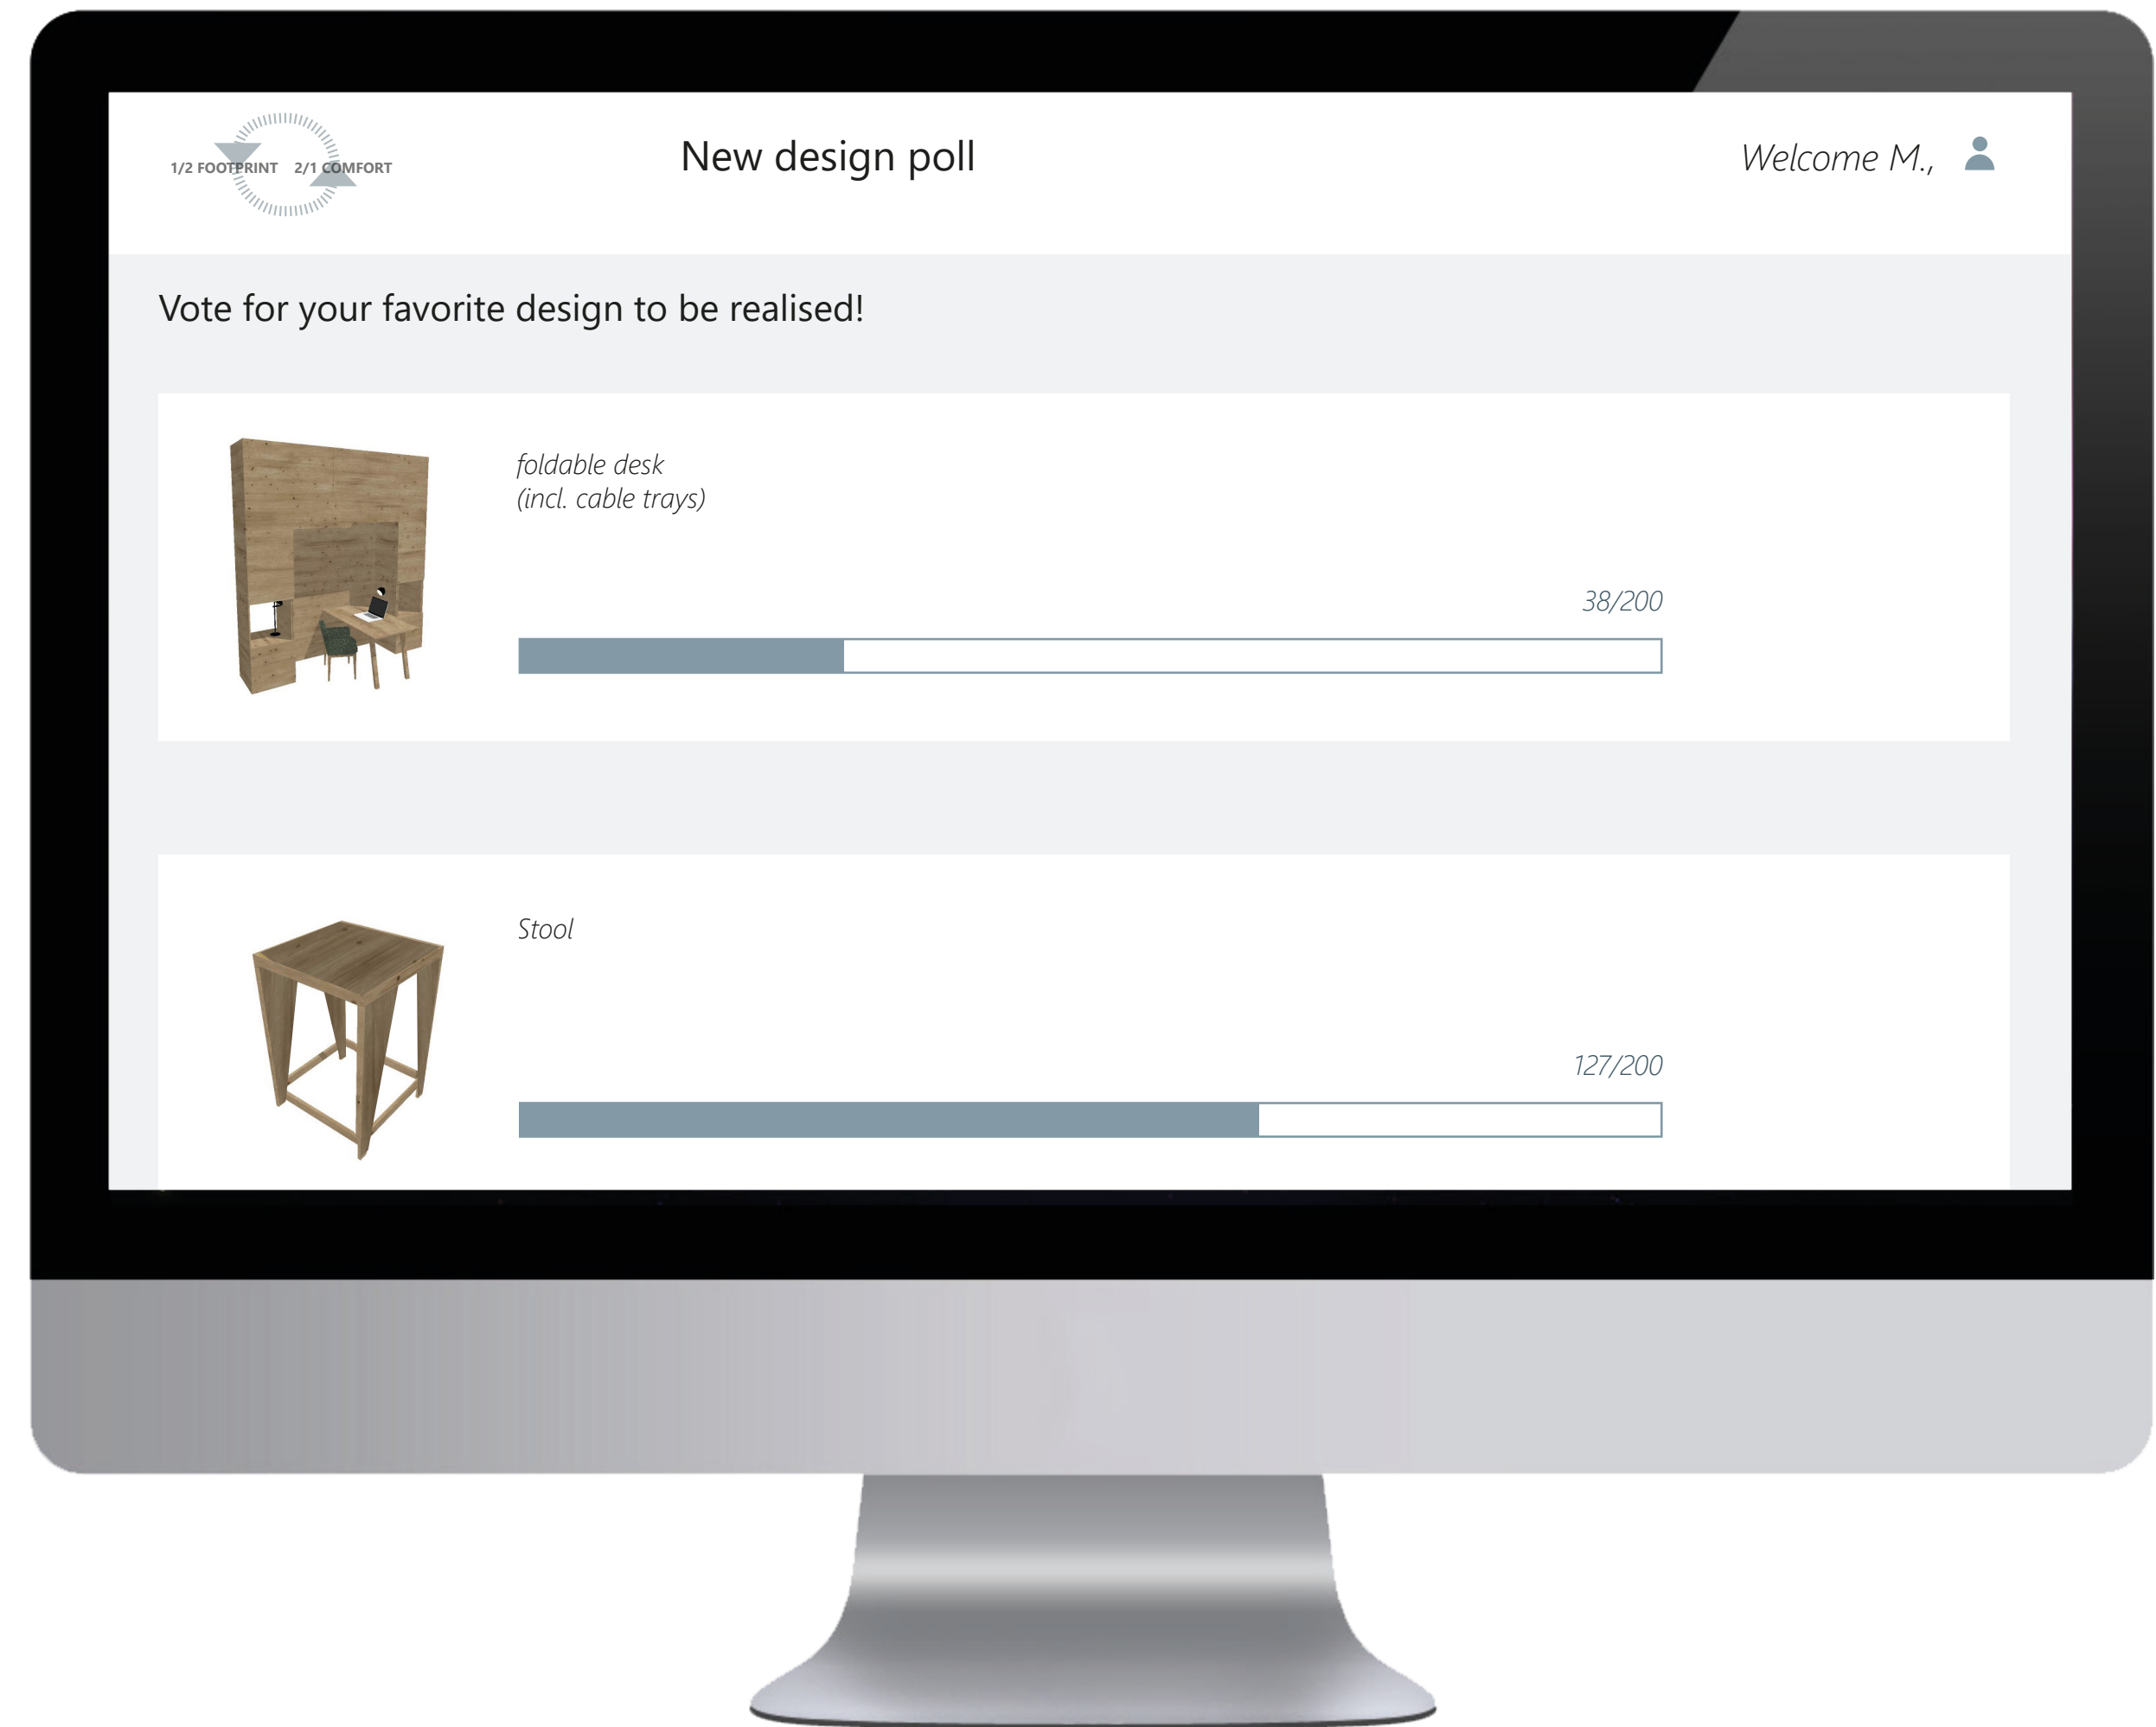 1/2 FOOTPRINT 2/1 COMFORT
New design poll
Welcome M.,
Vote for your favorite design to be realised!
foldable desk
(incl. cable trays)
38/200
Stool
127/200